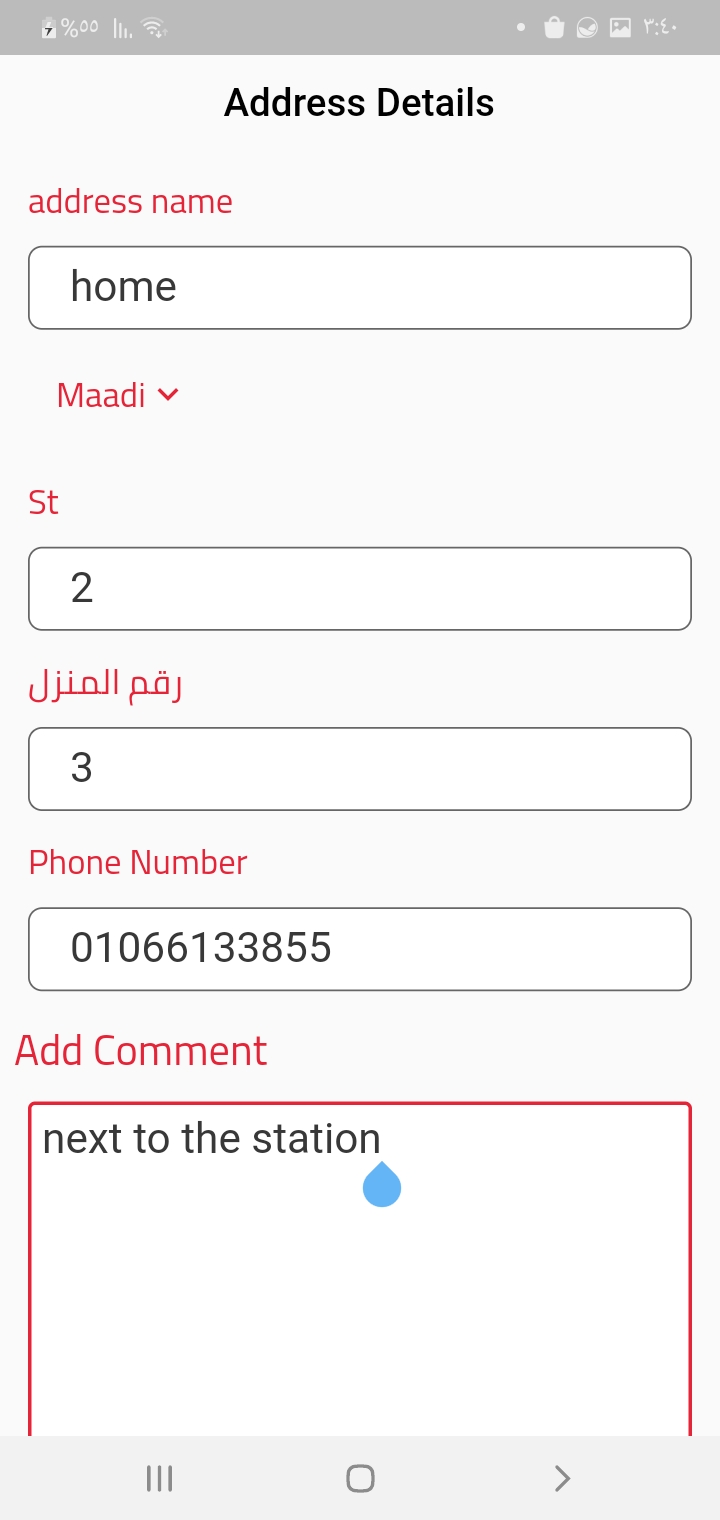 %٥٥ ٣:٤٠
Address Details
address name
home
Maadi
St
2
رقم المنزل
3
Phone Number
01066133855
Add Comment
next to the station